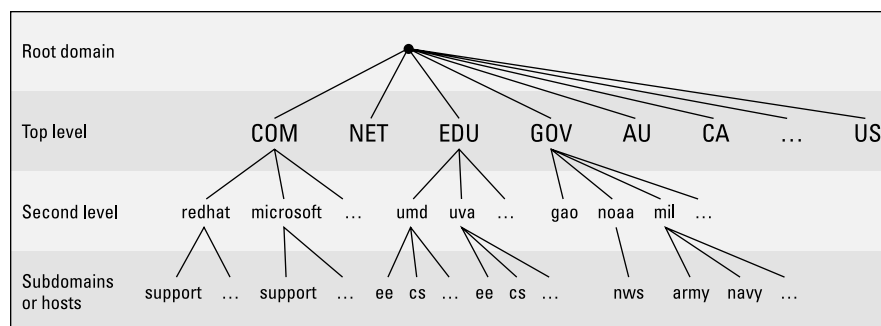 Root domain
Top level COM NET EDU GOV AU CA ... US
Second level redhat microsoft ... umd uva ... gao noaa mil ...
Subdomains
or hosts
support ... support ... ee cs ... ee cs ... nws army navy ...